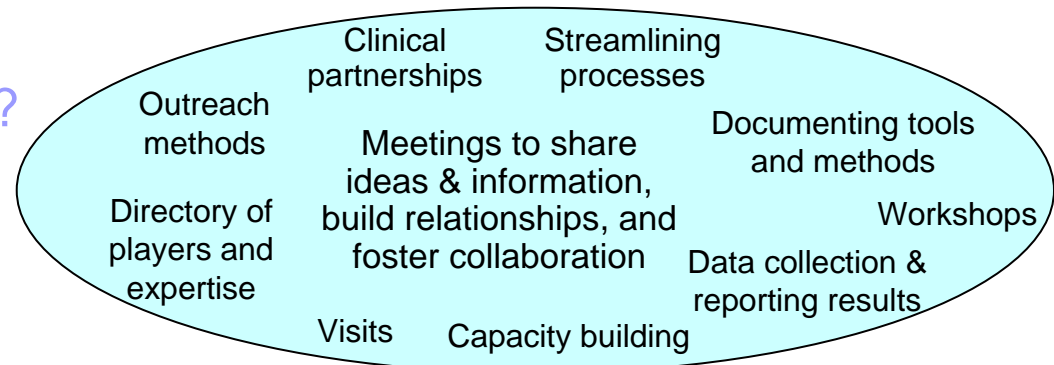 ?
Clinical
partnerships
Streamlining
processes
Outreach
methods
Meetings to share
ideas & information,
build relationships, and
foster collaboration
Documenting tools
and methods
Directory of
players and
expertise
Workshops
Data collection &
reporting results
Visits
Capacity building